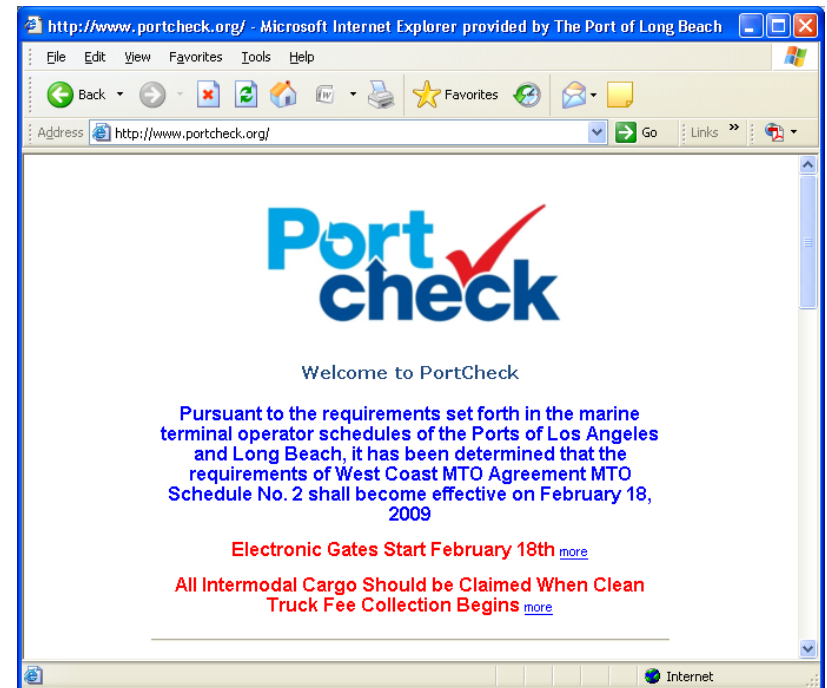 http://www.portcheck.org/ - Microsoft Internet Explorer provided by The Port of Long Beach
File Edit View Favorites Tools Help
Back Favorites
Address http://www.portcheck.org/ Go Links »
Port
check
Welcome to PortCheck
Pursuant to the requirements set forth in the marine
terminal operator schedules of the Ports of Los Angeles
and Long Beach, it has been determined that the
requirements of West Coast MTO Agreement MTO
Schedule No. 2 shall become effective on February 18,
2009
Electronic Gates Start February 18th more
All Intermodal Cargo Should be Claimed When Clean
Truck Fee Collection Begins more
Internet